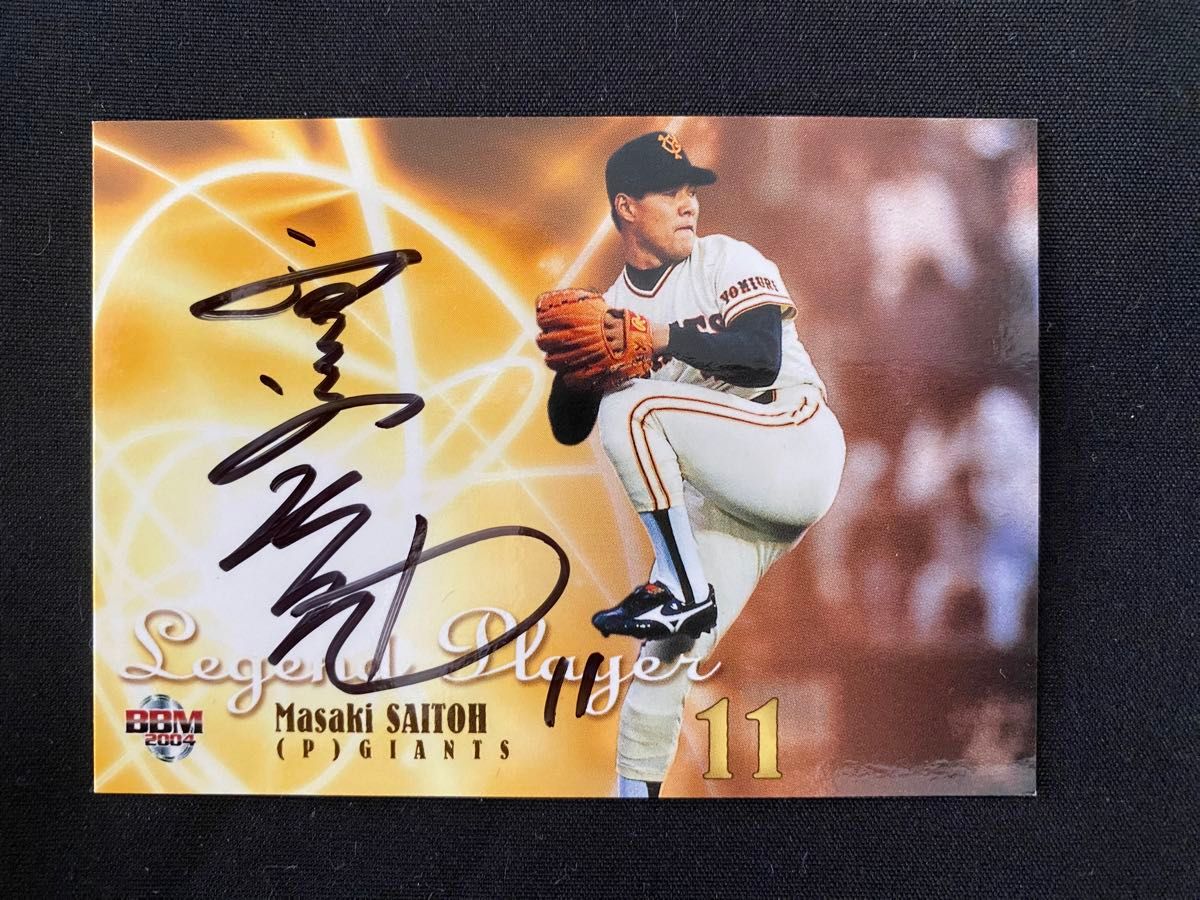 YOMIURI
Legend Player
11
BBM
2004
Masaki SAITOH
(P) GIANTS
11